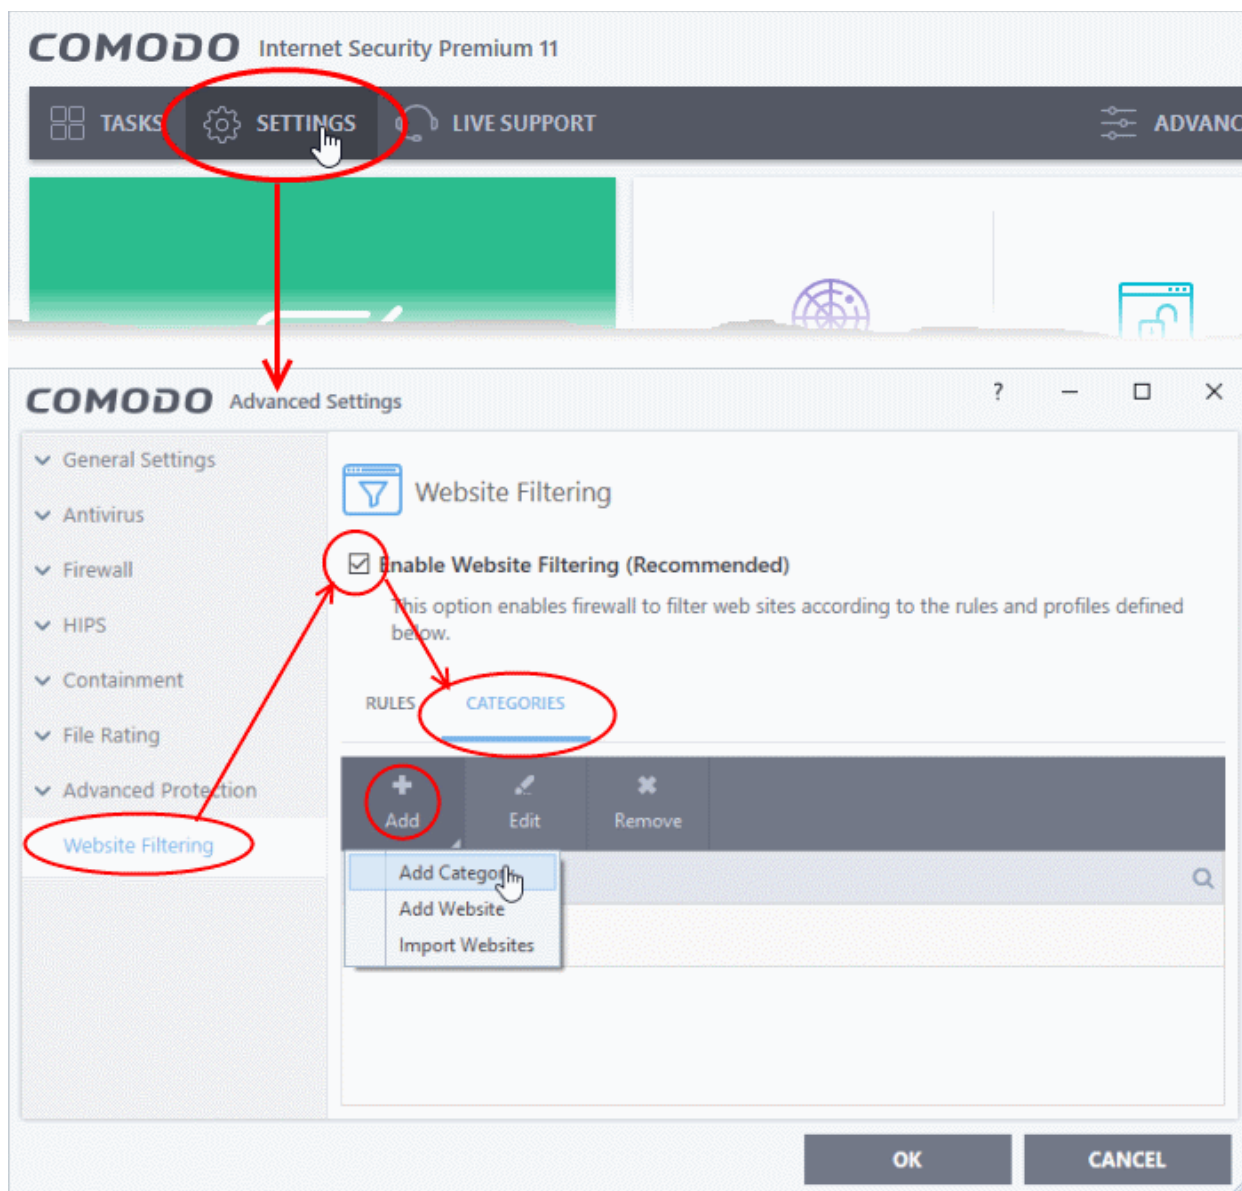 COMODO Internet Security Premium 11
TASKS SETTINGS LIVE SUPPORT ADVANC
COMODO Advanced Settings ?
General Settings
Antivirus
Firewall
HIPS
Containment
File Rating
Advanced Protection
Website Filtering
Website Filtering
Enable Website Filtering (Recommended)
This option enables firewall to filter web sites according to the rules and profiles defined
below.
RULES CATEGORIES
Add Edit Remove
Add Category
Add Website
Import Websites
OK CANCEL